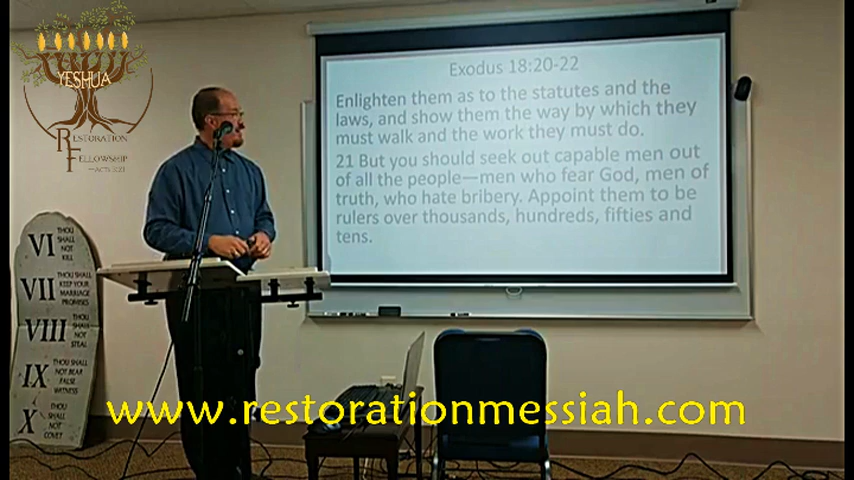 YESHUA
RESTORATION
FELLOWSHIP
—ACTS 3:21
Exodus 18:20-22
Enlighten them as to the statutes and the
laws, and show them the way by which they
must walk and the work they must do.
21 But you should seek out capable men out
of all the people—men who fear God, men of
truth, who hate bribery. Appoint them to be
rulers over thousands, hundreds, fifties and
tens.
VI THOU
SHALL
NOT
KILL
VII THOU SHALL
KEEP YOUR
MARRIAGE
PROMISES
VIII THOU
SHALL
NOT
STEAL
IX THOU SHALL
NOT BEAR
FALSE
WITNESS
X THOU
SHALL
NOT
COVET
www.restorationmessiah.com